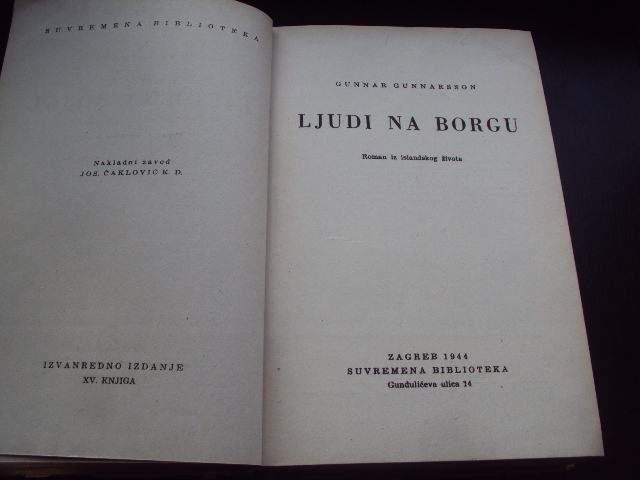 SUVREMENA BIBLIOTEKA
Nakladni zavod
JOS. ČAKLOVIĆ K. D.
IZVANREDNO IZDANJE
XV. KNJIGA
GUNNAR GUNNARSSON
LJUDI NA BORGU
Roman iz islandskog života
ZAGREB 1944
SUVREMENA BIBLIOTEKA
Gundulićeva ulica 14